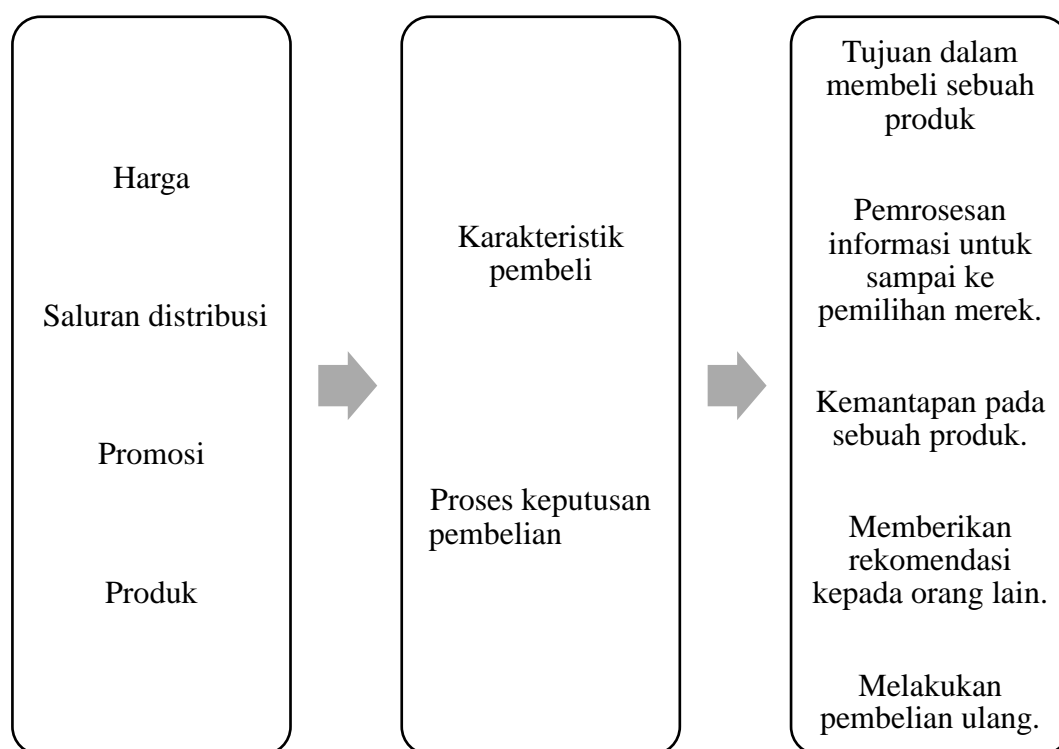 Harga
Saluran distribusi
Promosi
Produk
Karakteristik
pembeli
Proses keputusan
pembelian
Tujuan dalam
membeli sebuah
produk
Pemrosesan
informasi untuk
sampai ke
pemilihan merek.
Kemantapan pada
sebuah produk.
Memberikan
rekomendasi
kepada orang lain.
Melakukan
pembelian ulang.